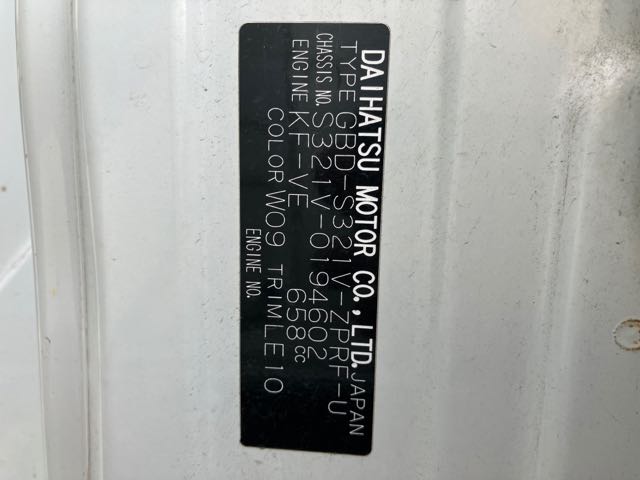 DAIHATSU MOTOR CO., LTD. JAPAN
TYPE GBD-S321V-ZPRF-U
CHASSIS NO. S321V-0194602
ENGINE KF-VE 658CC
COLOR W09 TRIM LE10
ENGINE NO.